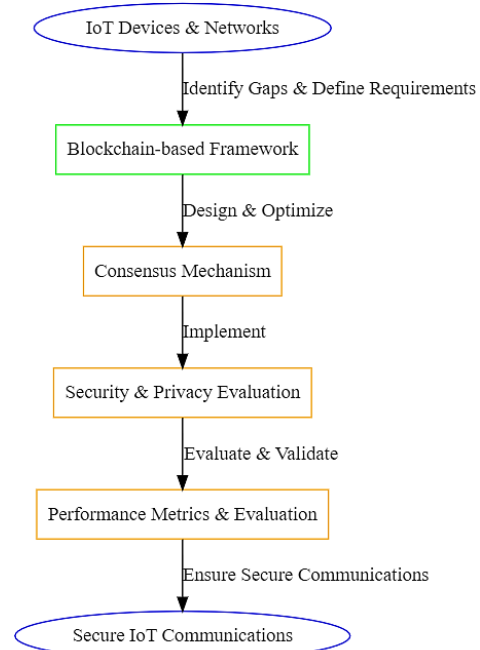 IoT Devices & Networks
Identify Gaps & Define Requirements
Blockchain-based Framework
Design & Optimize
Consensus Mechanism
Implement
Security & Privacy Evaluation
Evaluate & Validate
Performance Metrics & Evaluation
Ensure Secure Communications
Secure IoT Communications